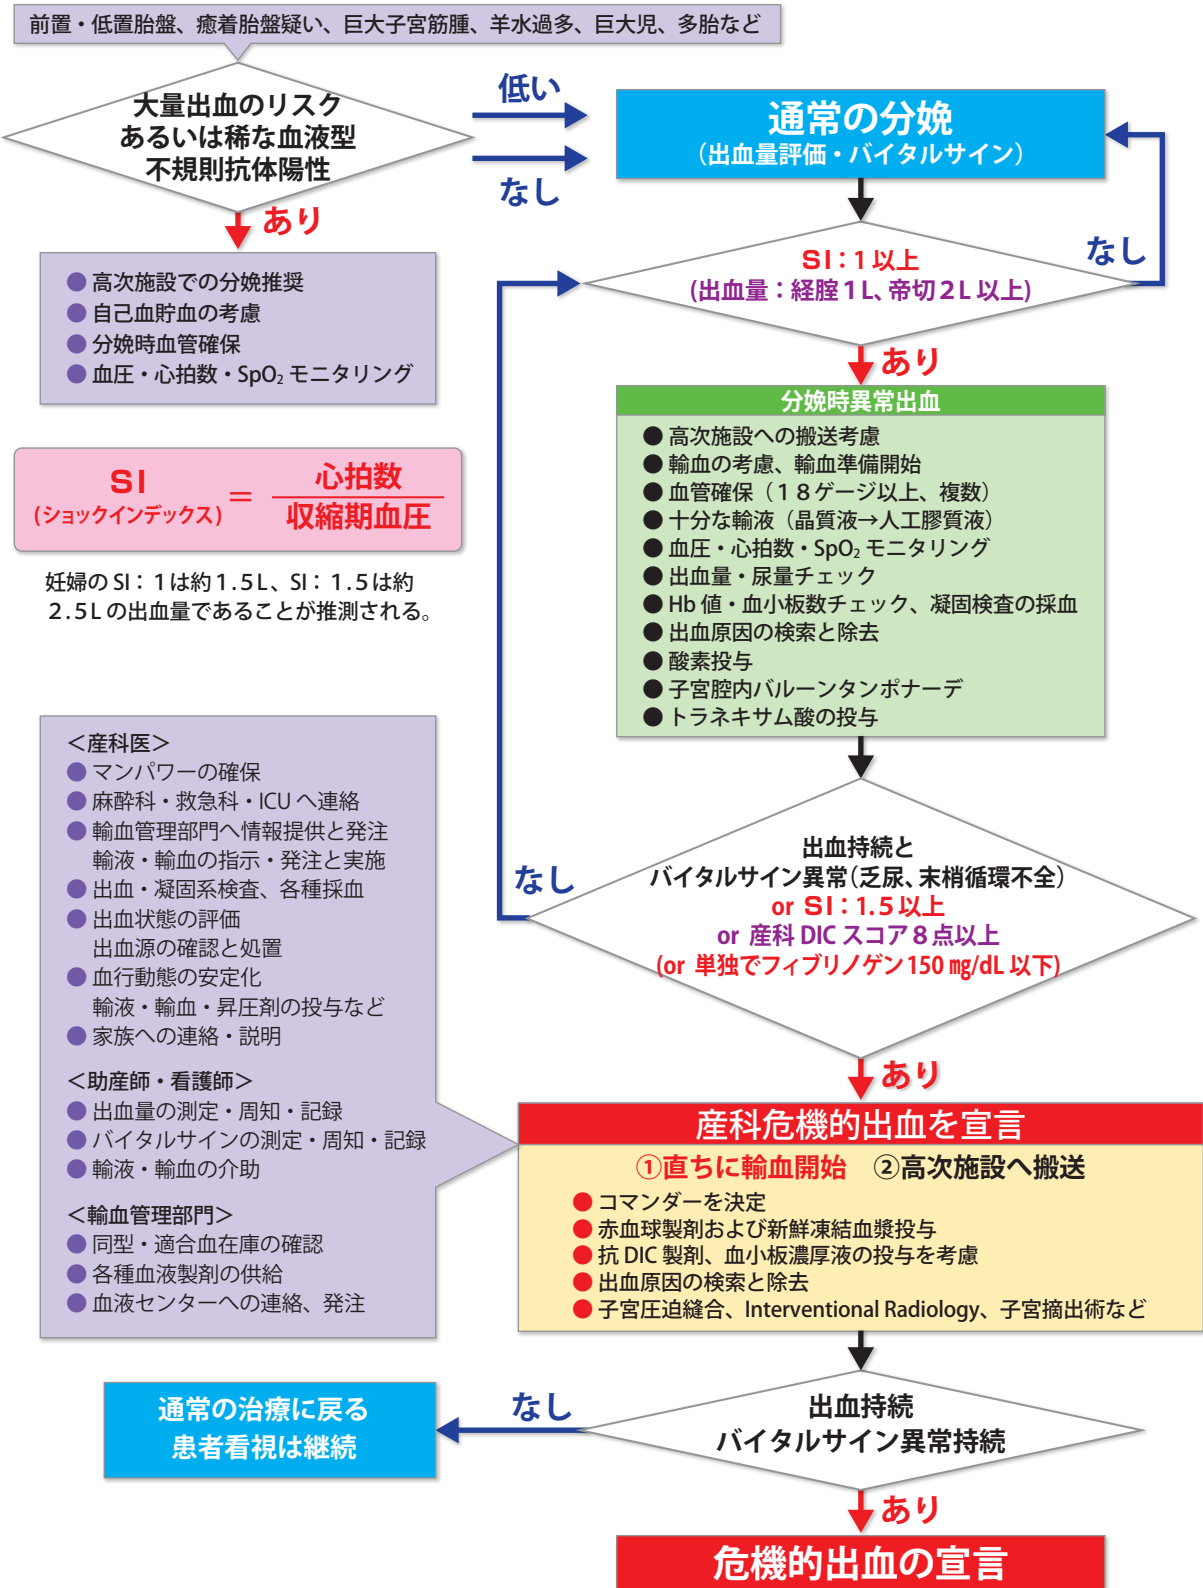 前置・低置胎盤、癒着胎盤疑い、巨大子宮筋腫、羊水過多、巨大児、多胎など
大量出血のリスク
あるいは稀な血液型
不規則抗体陽性
低い
なし
あり
通常の分娩
（出血量評価・バイタルサイン）
● 高次施設での分娩推奨
● 自己血貯血の考慮
● 分娩時血管確保
● 血圧・心拍数・SpO₂ モニタリング
SI：1 以上
(出血量：経腟1L、帝切2L 以上)
なし
あり
SI
(ショックインデックス)
＝
心拍数
収縮期血圧
妊婦の SI：1は約1.5L、SI：1.5は約
2.5L の出血量であることが推測される。
分娩時異常出血
● 高次施設への搬送考慮
● 輸血の考慮、輸血準備開始
● 血管確保（18ゲージ以上、複数）
● 十分な輸液（晶質液→人工膠質液）
● 血圧・心拍数・SpO₂ モニタリング
● 出血量・尿量チェック
● Hb 値・血小板数チェック、凝固検査の採血
● 出血原因の検索と除去
● 酸素投与
● 子宮腔内バルーンタンポナーデ
● トラネキサム酸の投与
出血持続と
バイタルサイン異常(乏尿、末梢循環不全)
or SI：1.5 以上
or 産科 DIC スコア 8 点以上
(or 単独でフィブリノゲン 150 ㎎/dL 以下)
なし
あり
＜産科医＞
● マンパワーの確保
● 麻酔科・救急科・ICU へ連絡
● 輸血管理部門へ情報提供と発注
輸液・輸血の指示・発注と実施
● 出血・凝固系検査、各種採血
● 出血状態の評価
出血源の確認と処置
● 血行動態の安定化
輸液・輸血・昇圧剤の投与など
● 家族への連絡・説明
＜助産師・看護師＞
● 出血量の測定・周知・記録
● バイタルサインの測定・周知・記録
● 輸液・輸血の介助
＜輸血管理部門＞
● 同型・適合血在庫の確認
● 各種血液製剤の供給
● 血液センターへの連絡、発注
産科危機的出血を宣言
①直ちに輸血開始 ②高次施設へ搬送
● コマンダーを決定
● 赤血球製剤および新鮮凍結血漿投与
● 抗 DIC 製剤、血小板濃厚液の投与を考慮
● 出血原因の検索と除去
● 子宮圧迫縫合、Interventional Radiology、子宮摘出術など
出血持続
バイタルサイン異常持続
なし
通常の治療に戻る
患者看視は継続
あり
危機的出血の宣言